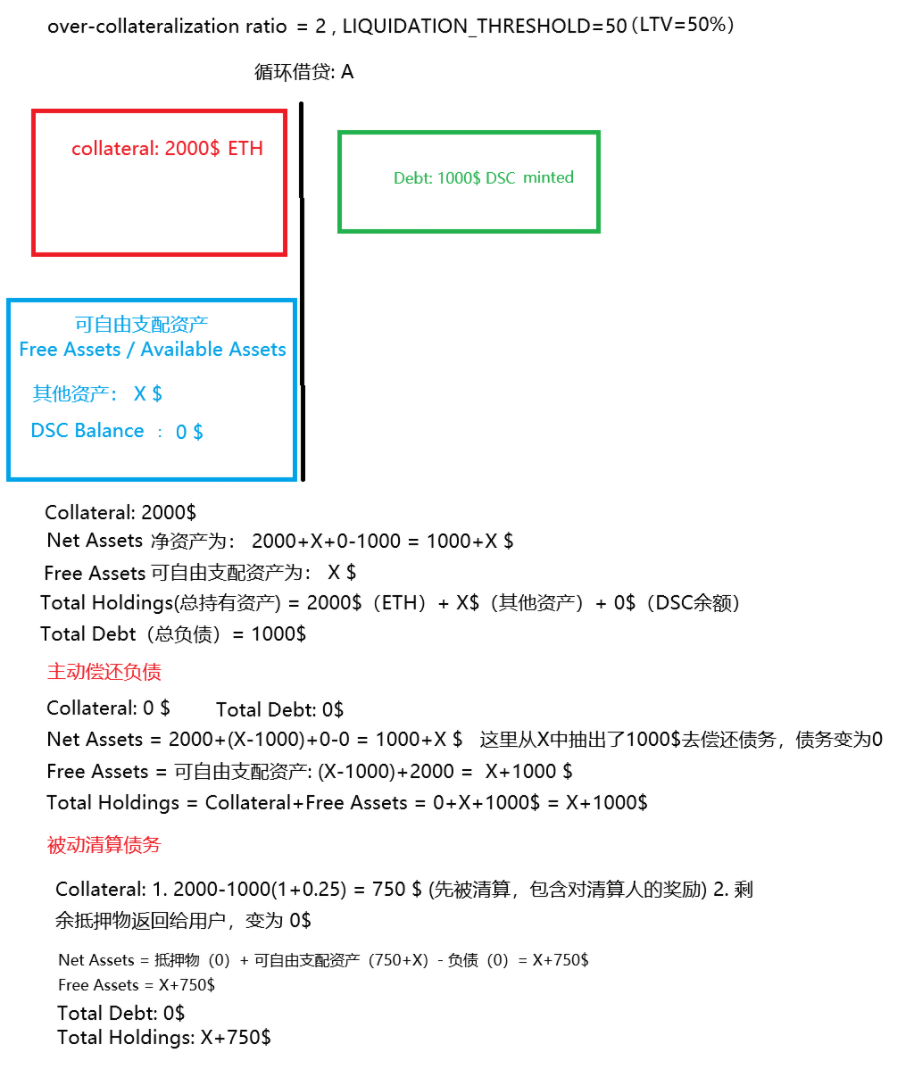 over-collateralization ratio = 2 , LIQUIDATION_THRESHOLD=50 (LTV=50%)
循环借贷: A
collateral: 2000$ ETH
Debt: 1000$ DSC minted
可自由支配资产
Free Assets / Available Assets
其他资产: X $
DSC Balance : 0 $
Collateral: 2000$
Net Assets 净资产为: 2000+X+0-1000 = 1000+X $
Free Assets 可自由支配资产为: X $
Total Holdings(总持有资产) = 2000$（ETH）+ X$（其他资产）+ 0$（DSC余额）
Total Debt（总负债）= 1000$
主动偿还负债
Collateral: 0 $ Total Debt: 0$
Net Assets = 2000+(X-1000)+0-0 = 1000+X $ 这里从X中抽出了1000$去偿还债务，债务变为0
Free Assets = 可自由支配资产: (X-1000)+2000 = X+1000 $
Total Holdings = Collateral+Free Assets = 0+X+1000$ = X+1000$
被动清算债务
Collateral: 1. 2000-1000(1+0.25) = 750 $ (先被清算，包含对清算人的奖励) 2. 剩
余抵押物返回给用户，变为 0$
Net Assets = 抵押物（0）+ 可自由支配资产（750+X）- 负债（0）= X+750$
Free Assets = X+750$
Total Debt: 0$
Total Holdings: X+750$